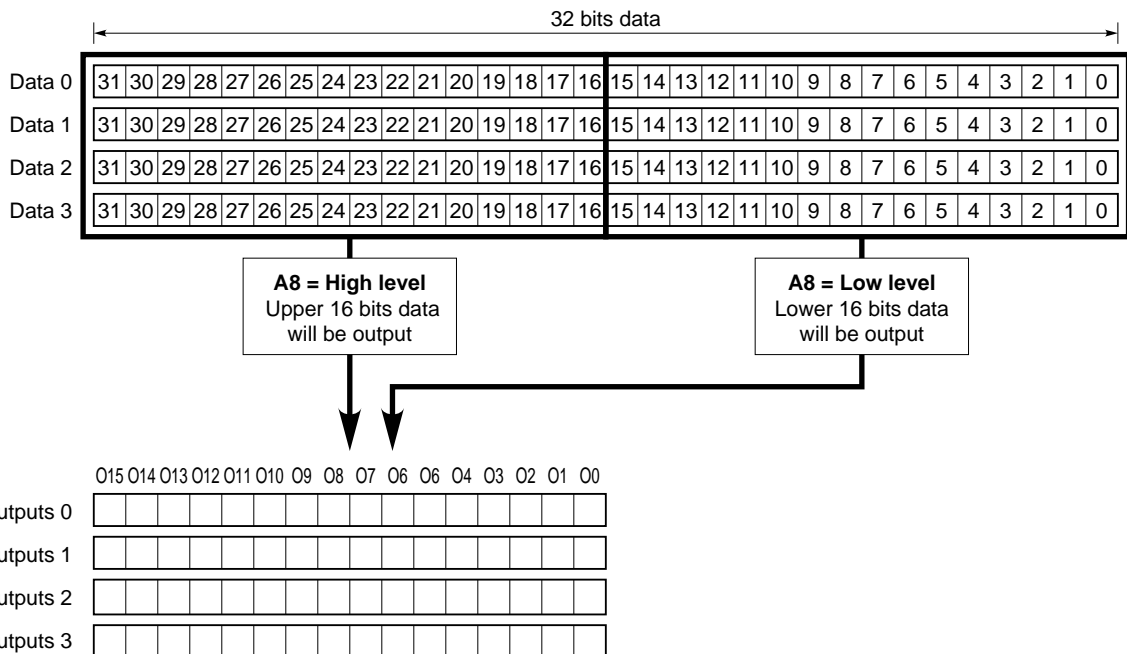 32 bits data
Data 0 31 30 29 28 27 26 25 24 23 22 21 20 19 18 17 16 15 14 13 12 11 10 9 8 7 6 5 4 3 2 1 0
Data 1 31 30 29 28 27 26 25 24 23 22 21 20 19 18 17 16 15 14 13 12 11 10 9 8 7 6 5 4 3 2 1 0
Data 2 31 30 29 28 27 26 25 24 23 22 21 20 19 18 17 16 15 14 13 12 11 10 9 8 7 6 5 4 3 2 1 0
Data 3 31 30 29 28 27 26 25 24 23 22 21 20 19 18 17 16 15 14 13 12 11 10 9 8 7 6 5 4 3 2 1 0
A8 = High level
Upper 16 bits data
will be output
A8 = Low level
Lower 16 bits data
will be output
O15 O14 O13 O12 O11 O10 O9 O8 O7 O6 O6 O4 O3 O2 O1 O0
utputs 0
utputs 1
utputs 2
utputs 3